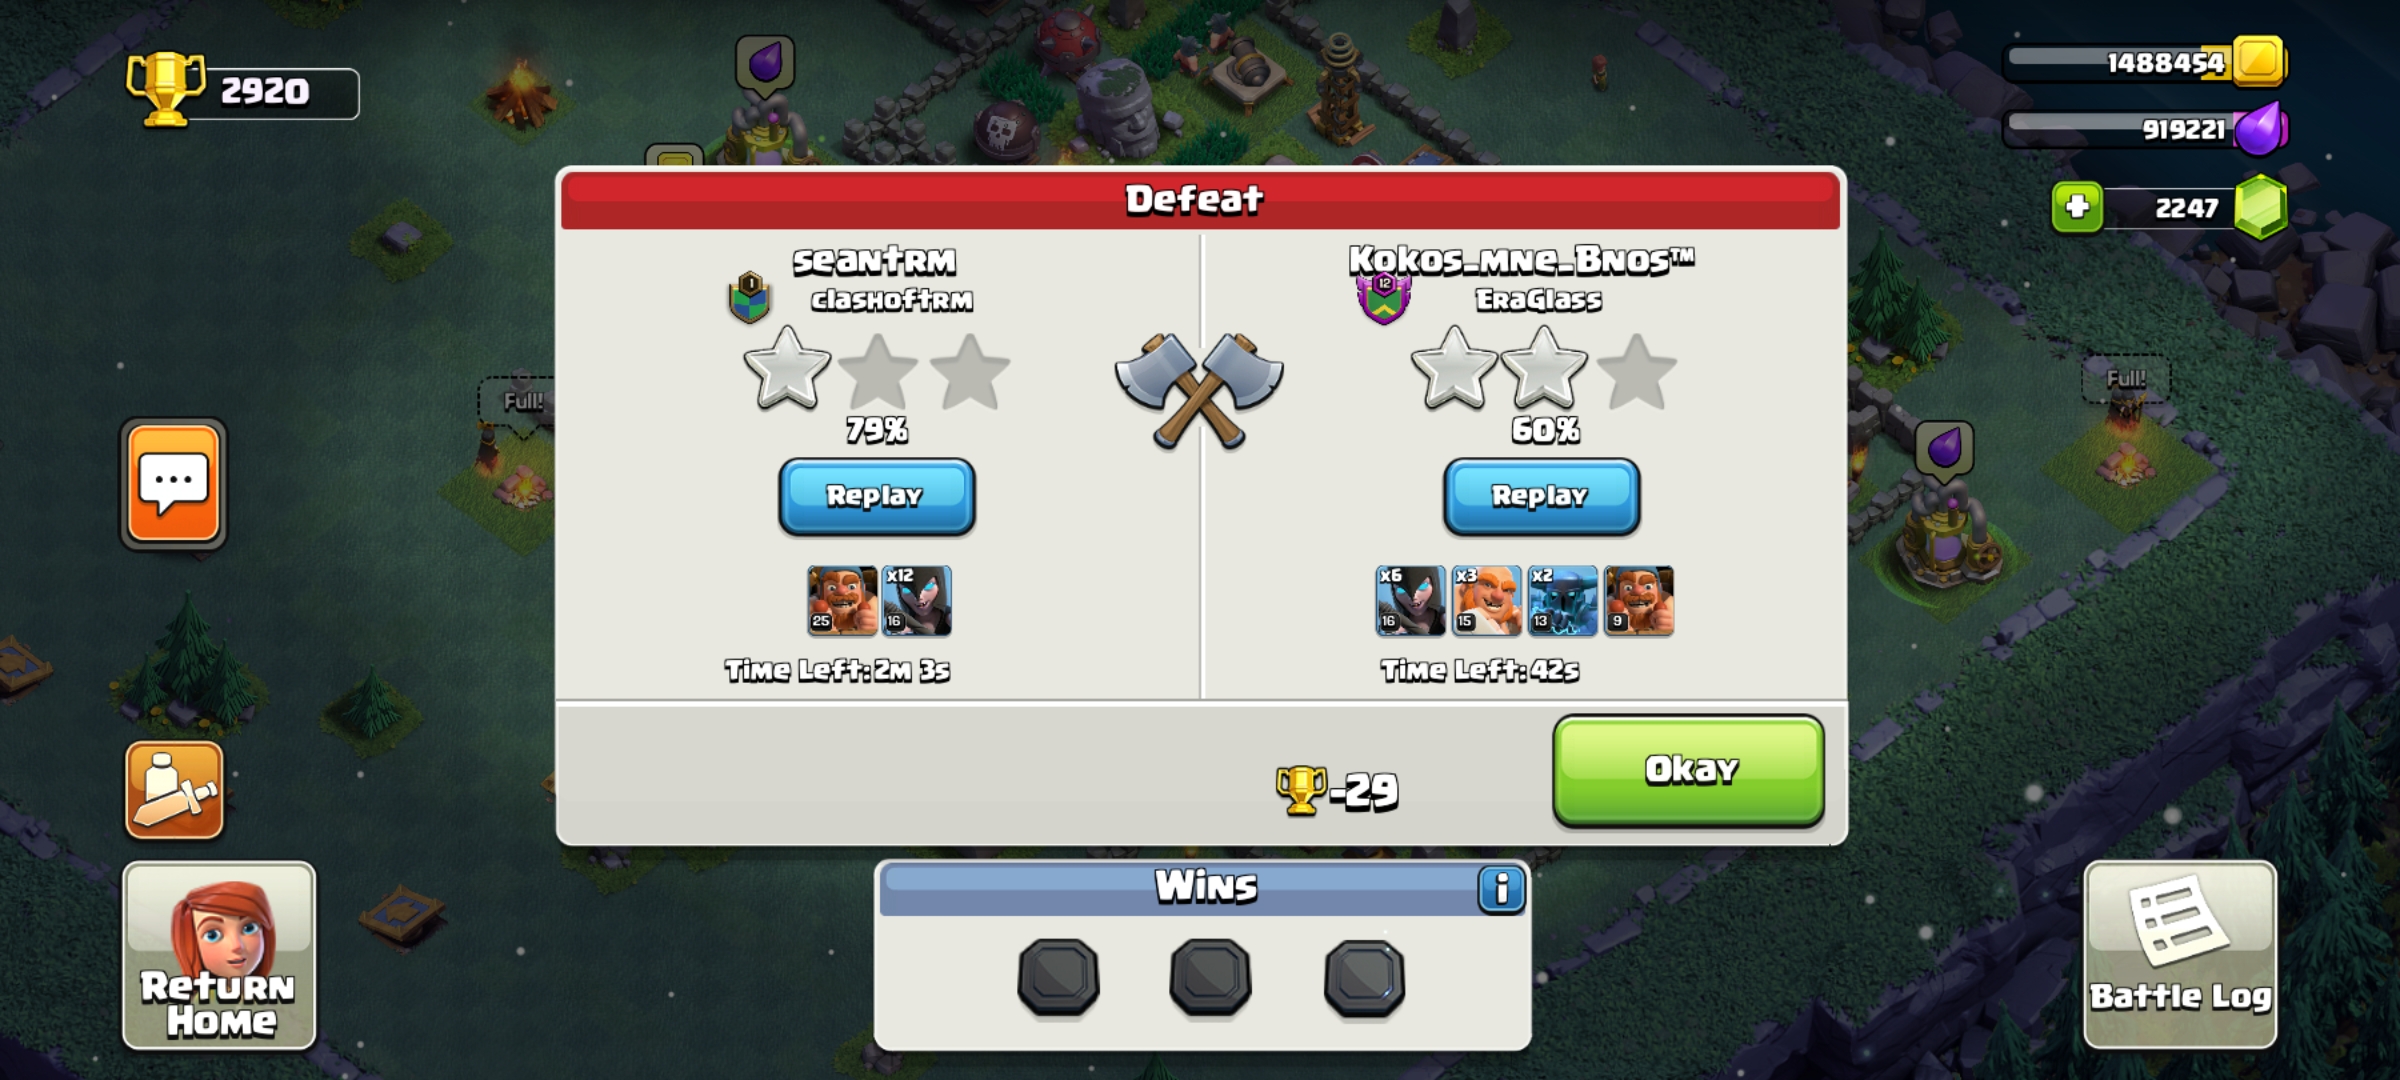 2920
1488454
919221
2247
Defeat
seantrm
1
clashoftrm
79%
Replay
25
x12
16
Time Left: 2m 3s
Kokos_mne_Bnos™
12
EraGlass
60%
Replay
x6
16
x3
15
x2
13
9
Time Left: 42s
Full!
Full!
-29
Okay
Wins
i
Return
Home
Battle Log